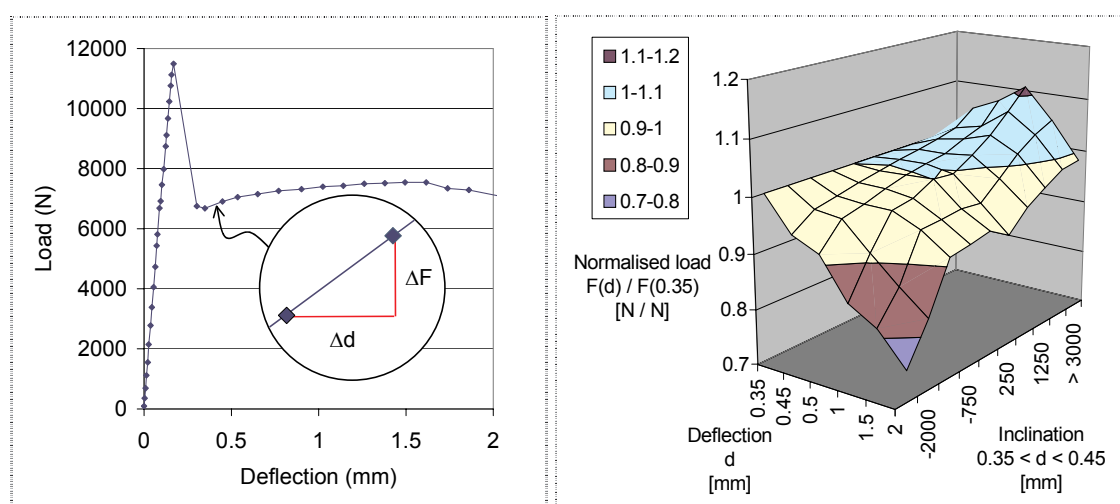 12000
10000
8000
6000
4000
2000
0
Load (N)
0
0.5
1
1.5
2
Deflection (mm)
ΔF
Δd
1.1-1.2
1-1.1
0.9-1
0.8-0.9
0.7-0.8
1.2
1.1
1
0.9
0.8
0.7
Normalised load
F(d) / F(0.35)
[N / N]
0.35
0.45
0.5
1
1.5
2
Deflection
d
[mm]
-2000
-750
250
1250
> 3000
Inclination
0.35 < d < 0.45
[mm]